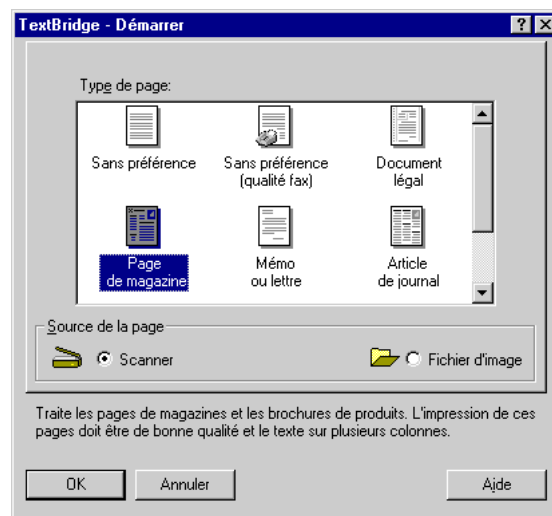 TextBridge - Démarrer
Type de page:
Sans préférence
Sans préférence
(qualité fax)
Document
légal
Page
de magazine
Mémo
ou lettre
Article
de journal
Source de la page
Scanner
Fichier d'image
Traite les pages de magazines et les brochures de produits. L'impression de ces
pages doit être de bonne qualité et le texte sur plusieurs colonnes.
OK
Annuler
Aide